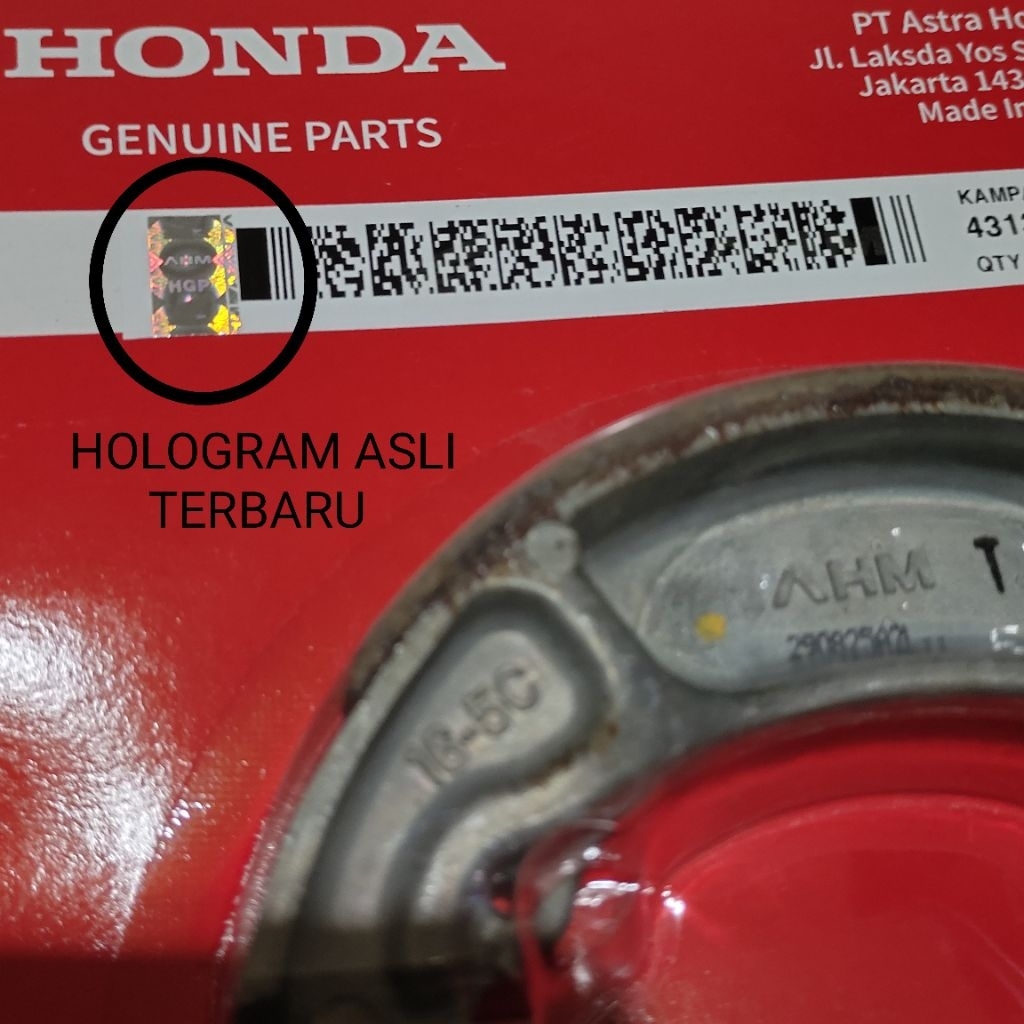 HONDA
GENUINE PARTS
PT Astra Ho
Jl. Laksda Yos S
Jakarta 143
Made In
KAMPA
431
QTY
AHM
HGP
HOLOGRAM ASLI
TERBARU
AHM T
16-5C